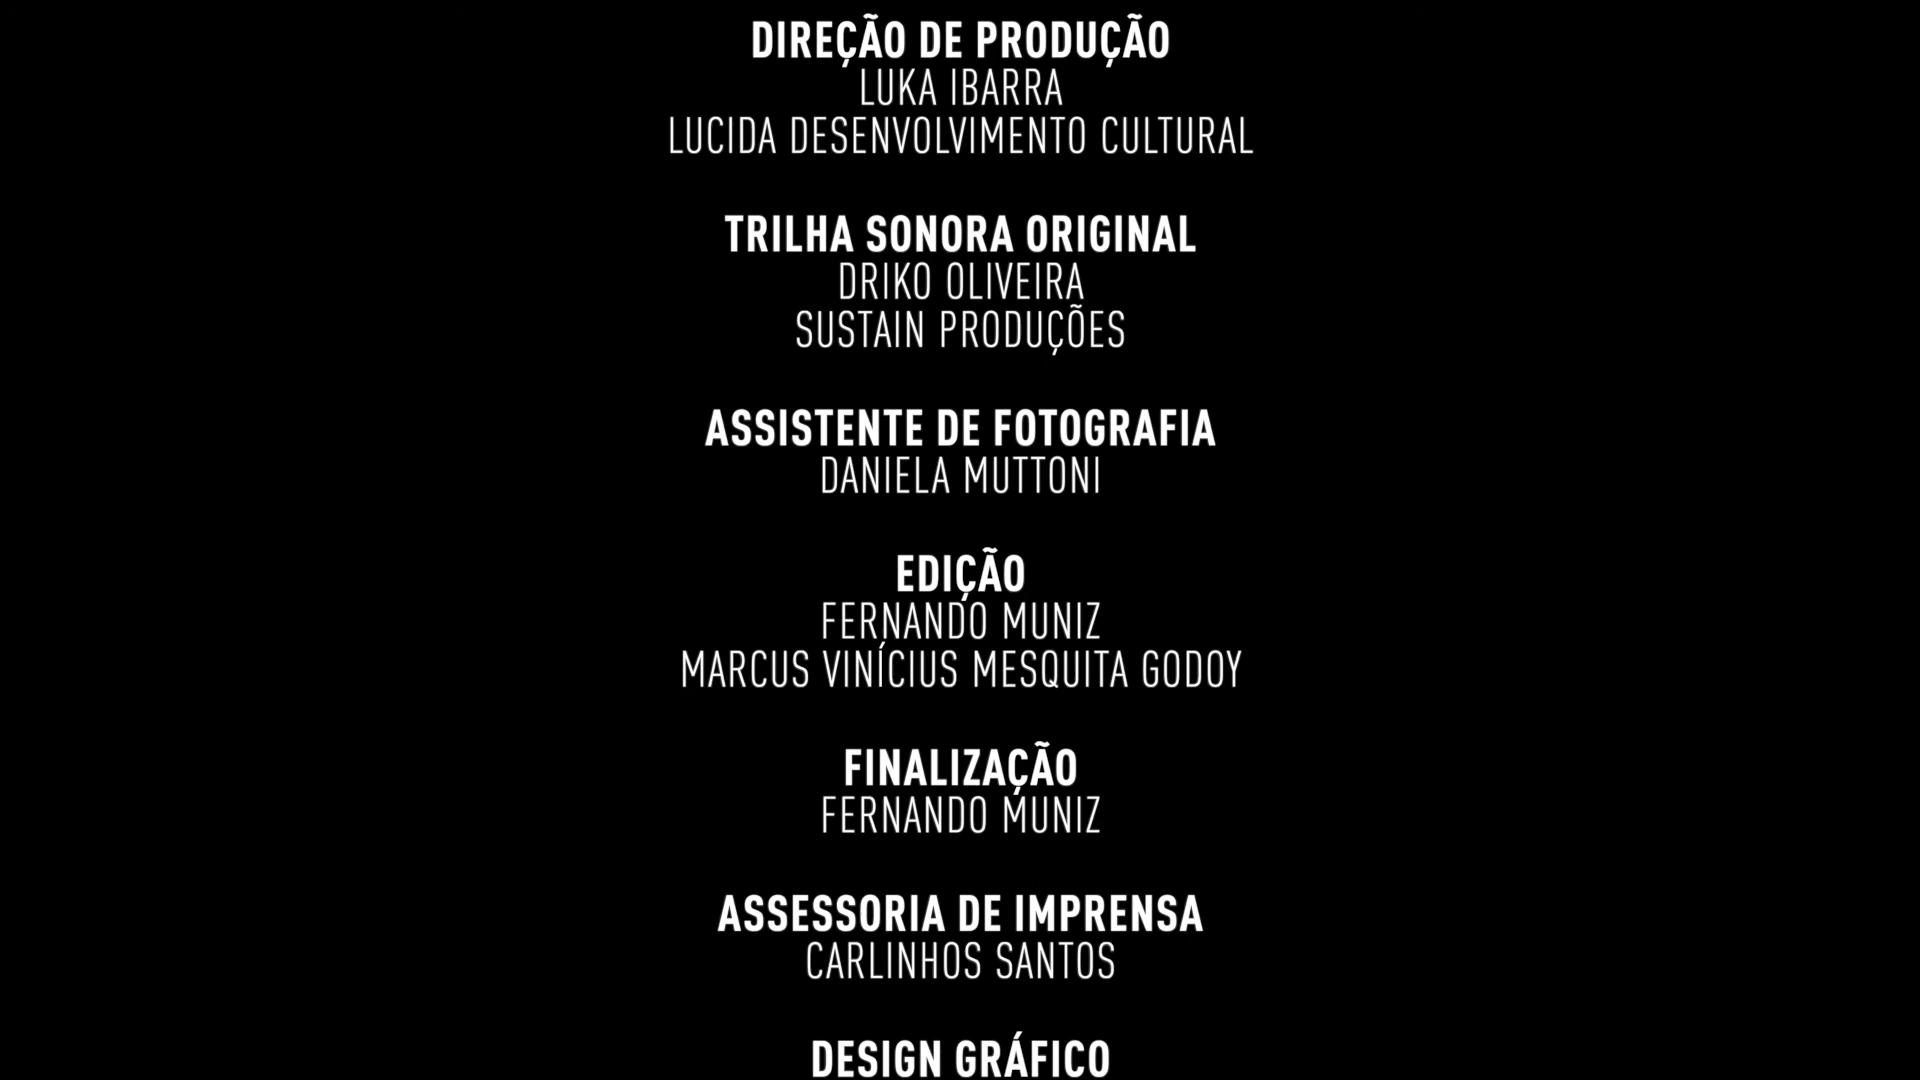 DIREÇÃO DE PRODUÇÃO
LUKA IBARRA
LUCIDA DESENVOLVIMENTO CULTURAL
TRILHA SONORA ORIGINAL
DRIKO OLIVEIRA
SUSTAIN PRODUÇÕES
ASSISTENTE DE FOTOGRAFIA
DANIELA MUTTONI
EDIÇÃO
FERNANDO MUNIZ
MARCUS VINÍCIUS MESQUITA GODOY
FINALIZAÇÃO
FERNANDO MUNIZ
ASSESSORIA DE IMPRENSA
CARLINHOS SANTOS
DESIGN GRÁFICO